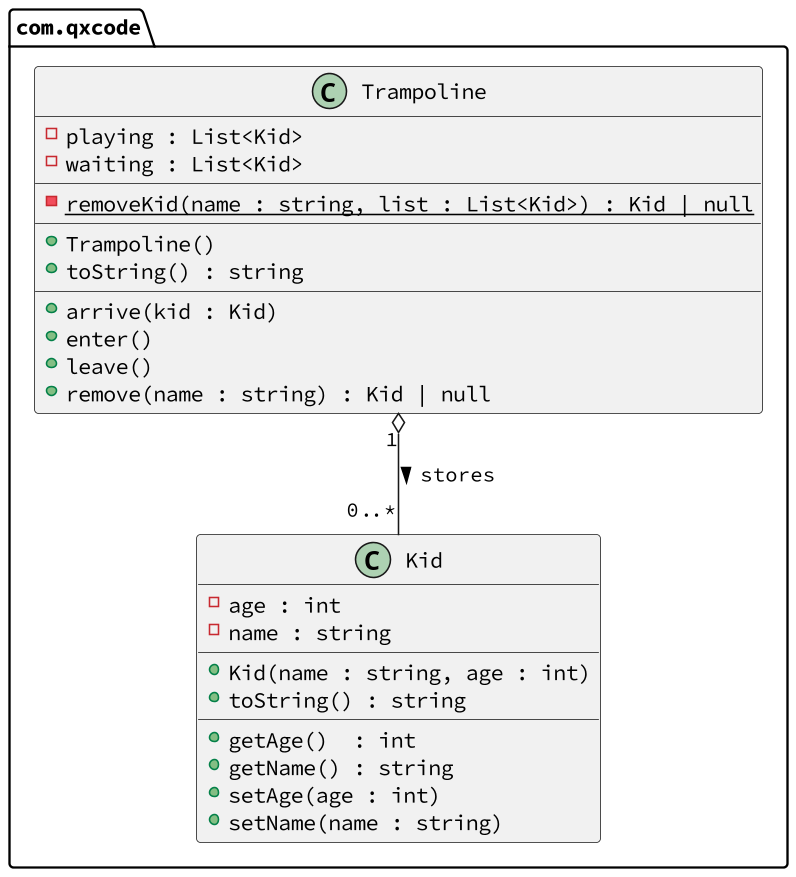 com.qxcode
C Trampoline
playing : List<Kid>
waiting : List<Kid>
removeKid(name : string, list : List<Kid>) : Kid | null
Trampoline()
toString() : string
arrive(kid : Kid)
enter()
leave()
remove(name : string) : Kid | null
1
stores
0..*
C Kid
age : int
name : string
Kid(name : string, age : int)
toString() : string
getAge()  : int
getName() : string
setAge(age : int)
setName(name : string)